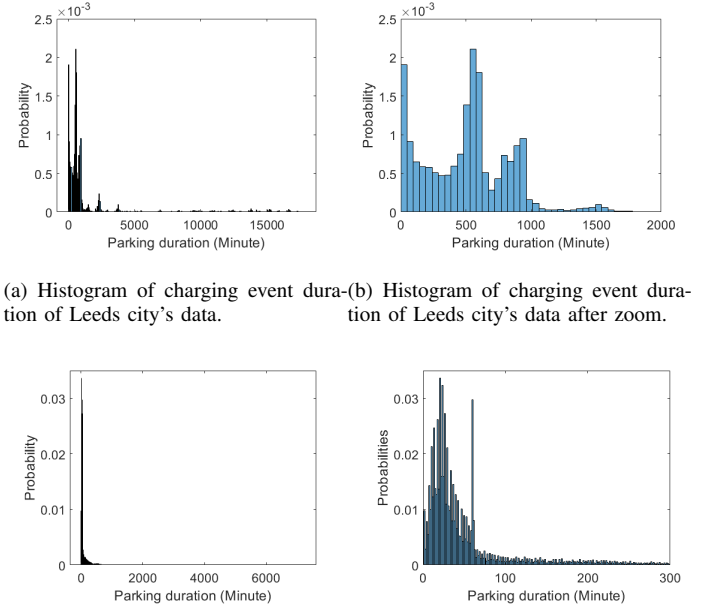 ×10⁻³
2.5
2
1.5
1
0.5
0
Probability
0 5000 10000 15000
Parking duration (Minute)
×10⁻³
2.5
2
1.5
1
0.5
0
Probability
0 500 1000 1500 2000
Parking duration (Minute)
(a) Histogram of charging event dura-
tion of Leeds city's data.
(b) Histogram of charging event dura-
tion of Leeds city's data after zoom.
0.03
0.02
0.01
0
Probability
0 2000 4000 6000
Parking duration (Minute)
0.03
0.02
0.01
0
Probabilities
0 100 200 300
Parking duration (Minute)